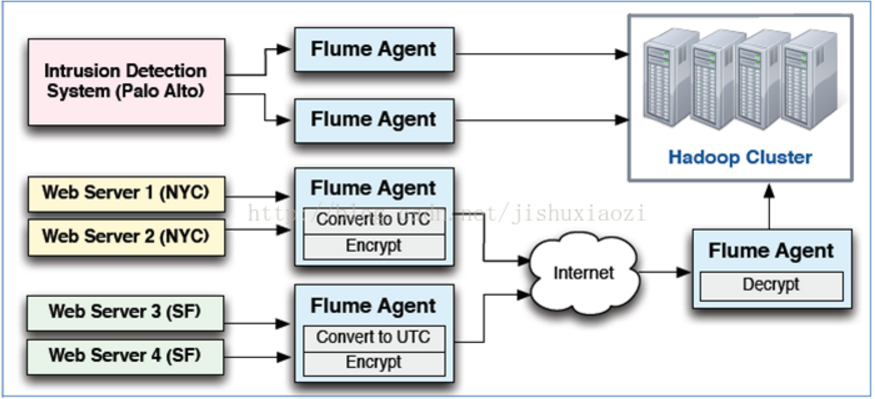 Intrusion Detection
System (Palo Alto)
Flume Agent
Flume Agent
Hadoop Cluster
Web Server 1 (NYC)
Web Server 2 (NYC)
Flume Agent
Convert to UTC
Encrypt
Web Server 3 (SF)
Web Server 4 (SF)
Flume Agent
Convert to UTC
Encrypt
Internet
Flume Agent
Decrypt